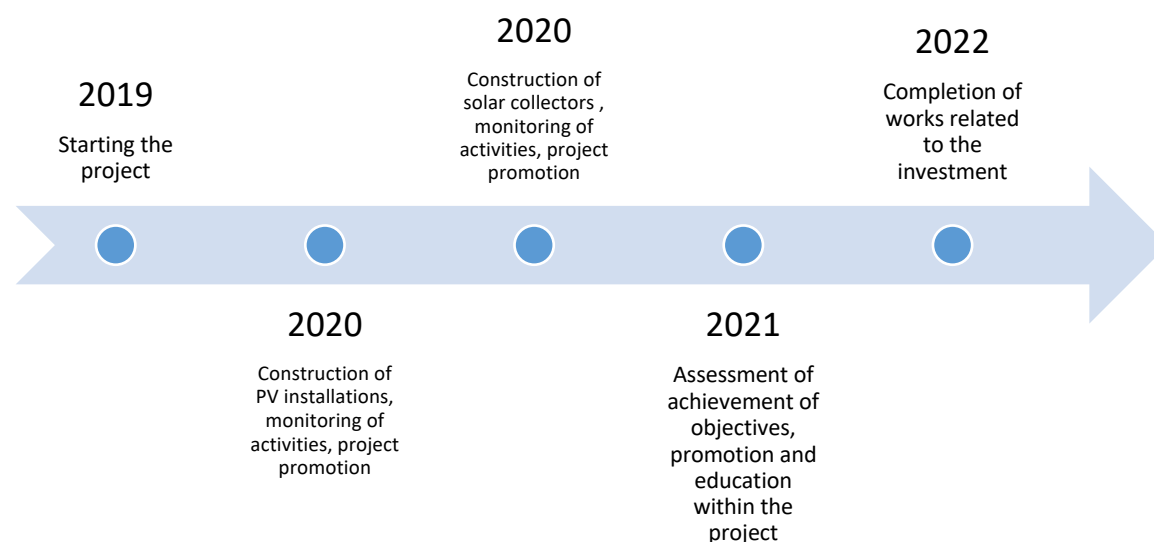 2019
Starting the
project
2020
Construction of
PV installations,
monitoring of
activities, project
promotion
2020
Construction of
solar collectors ,
monitoring of
activities, project
promotion
2021
Assessment of
achievement of
objectives,
promotion and
education
within the
project
2022
Completion of
works related
to the
investment